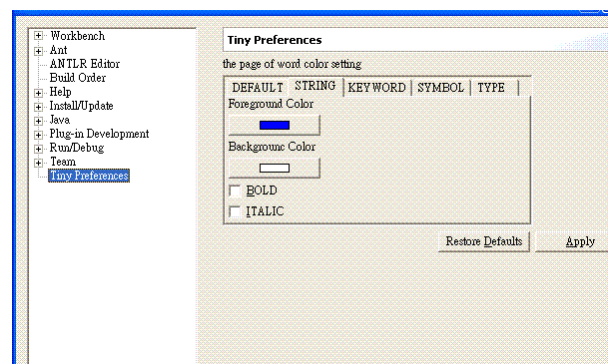 Workbench
Ant
ANTLR Editor
Build Order
Help
Install/Update
Java
Plug-in Development
Run/Debug
Team
Tiny Preferences
Tiny Preferences
the page of word color setting
DEFAULT STRING KEYWORD SYMBOL TYPE
Foreground Color
Backgrounc Color
BOLD
ITALIC
Restore Defaults Apply